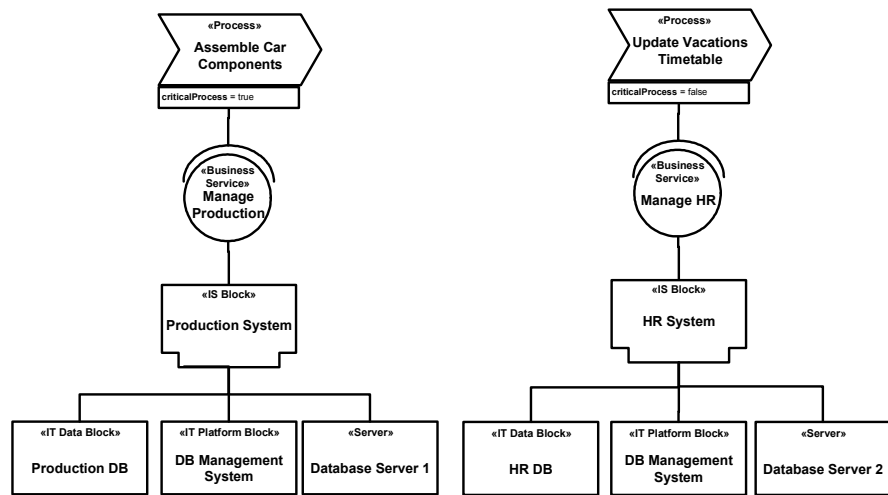 «Process»
Assemble Car
Components
criticalProcess = true
«Business
Service»
Manage
Production
«IS Block»
Production System
«IT Data Block»
Production DB
«IT Platform Block»
DB Management
System
«Server»
Database Server 1
«Process»
Update Vacations
Timetable
criticalProcess = false
«Business
Service»
Manage HR
«IS Block»
HR System
«IT Data Block»
HR DB
«IT Platform Block»
DB Management
System
«Server»
Database Server 2